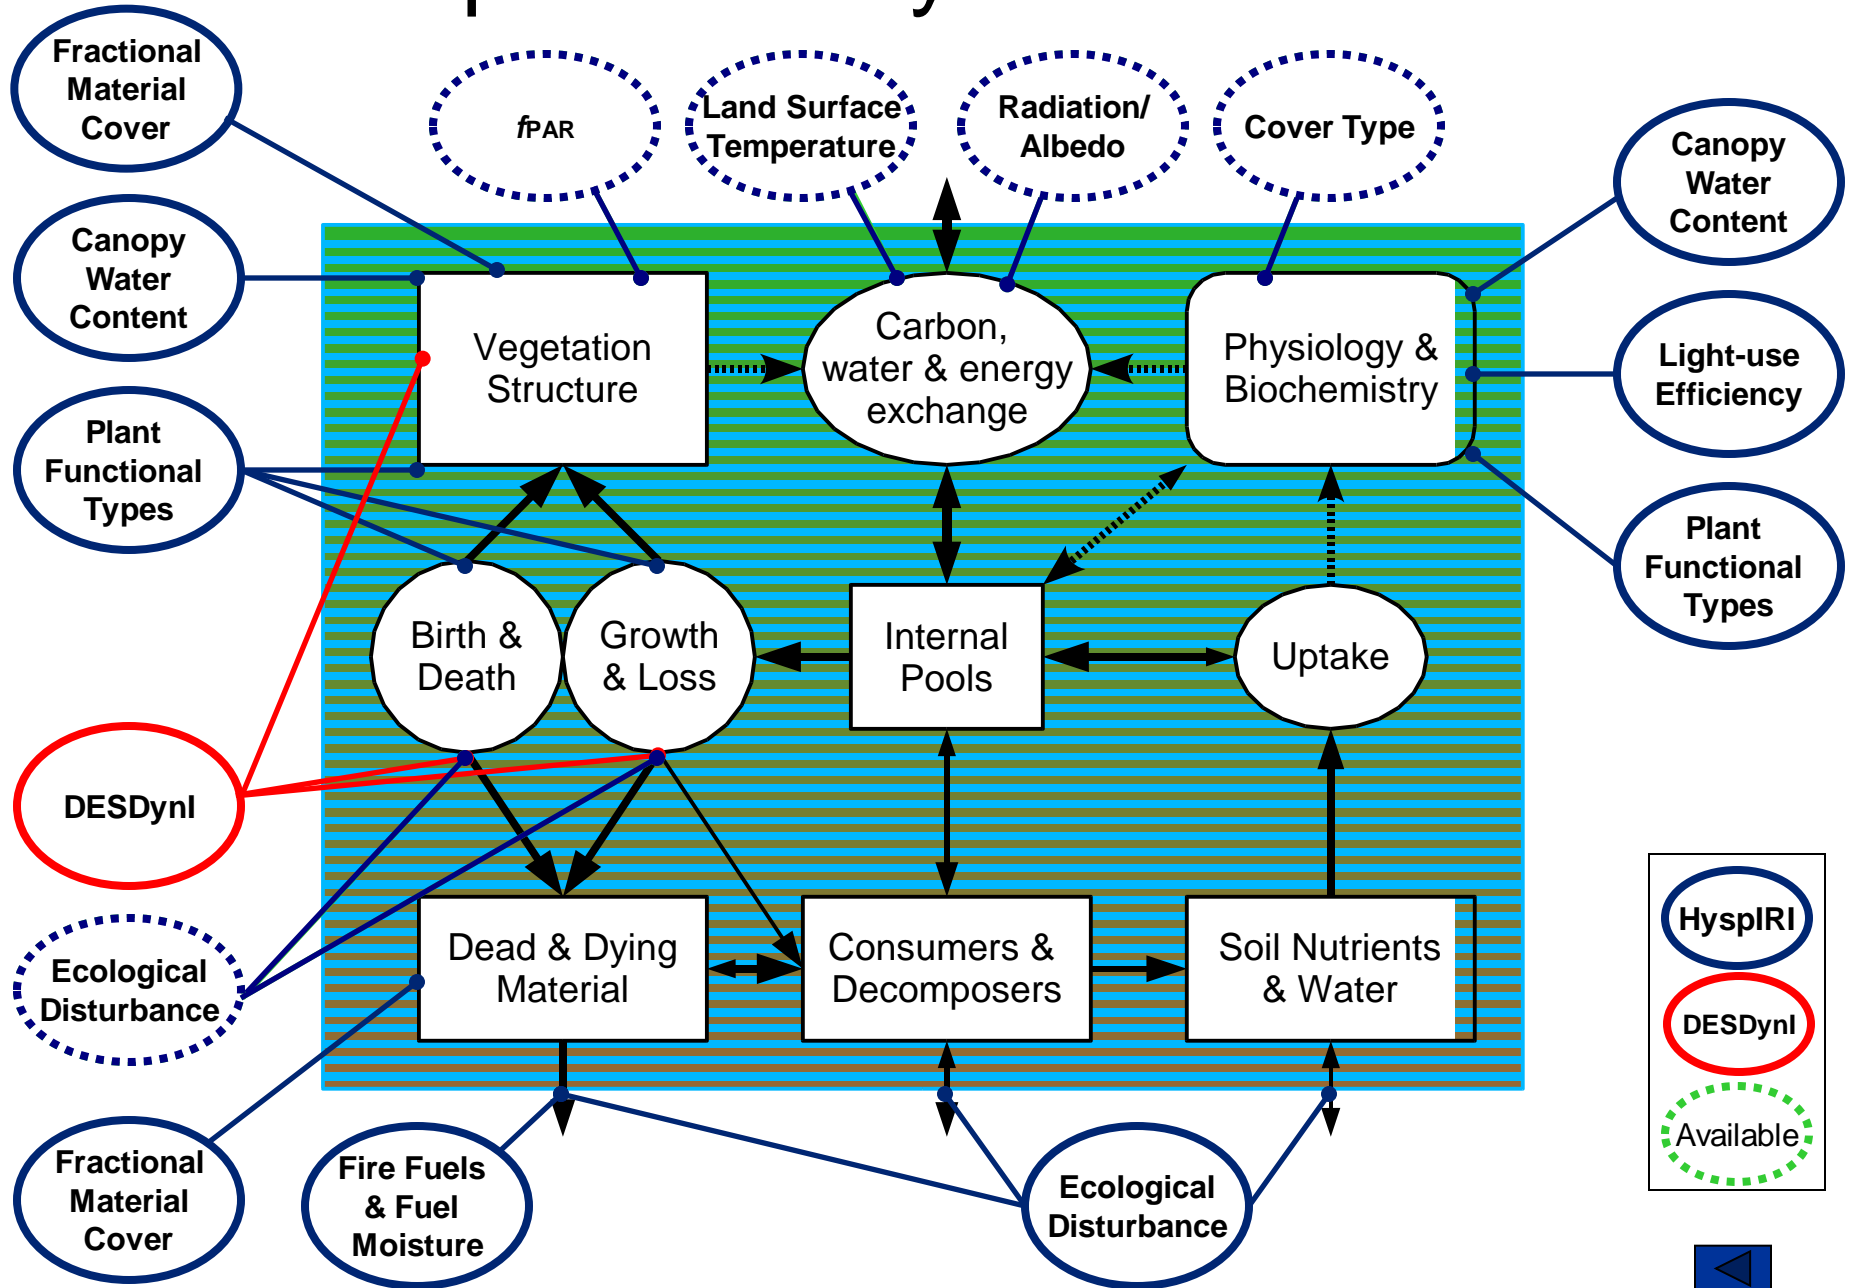 Fractional
Material
Cover
fPAR
Land Surface
Temperature
Radiation/
Albedo
Cover Type
Canopy
Water
Content
Canopy
Water
Content
Vegetation
Structure
Carbon,
water & energy
exchange
Physiology &
Biochemistry
Light-use
Efficiency
Plant
Functional
Types
Plant
Functional
Types
Birth &
Death
Growth
& Loss
Internal
Pools
Uptake
DESDynI
Ecological
Disturbance
Dead & Dying
Material
Consumers &
Decomposers
Soil Nutrients
& Water
HyspIRI
DESDynI
Available
Fractional
Material
Cover
Fire Fuels
& Fuel
Moisture
Ecological
Disturbance